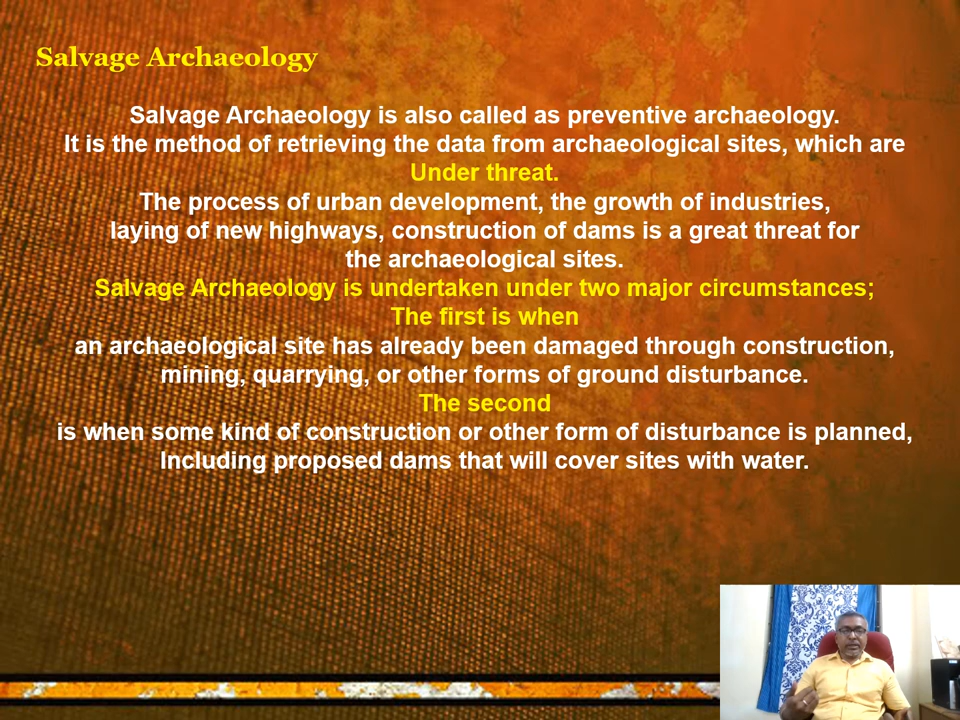 Salvage Archaeology
Salvage Archaeology is also called as preventive archaeology.
It is the method of retrieving the data from archaeological sites, which are
Under threat.
The process of urban development, the growth of industries,
laying of new highways, construction of dams is a great threat for
the archaeological sites.
Salvage Archaeology is undertaken under two major circumstances;
The first is when
an archaeological site has already been damaged through construction,
mining, quarrying, or other forms of ground disturbance.
The second
is when some kind of construction or other form of disturbance is planned,
Including proposed dams that will cover sites with water.